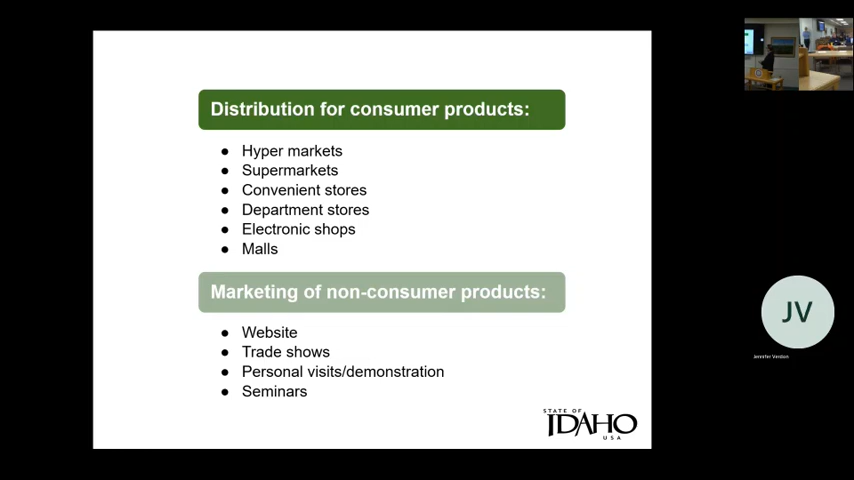 Distribution for consumer products:
● Hyper markets
● Supermarkets
● Convenient stores
● Department stores
● Electronic shops
● Malls
Marketing of non-consumer products:
● Website
● Trade shows
● Personal visits/demonstration
● Seminars
STATE OF
IDAHO
USA
JV
Jennifer Verdon